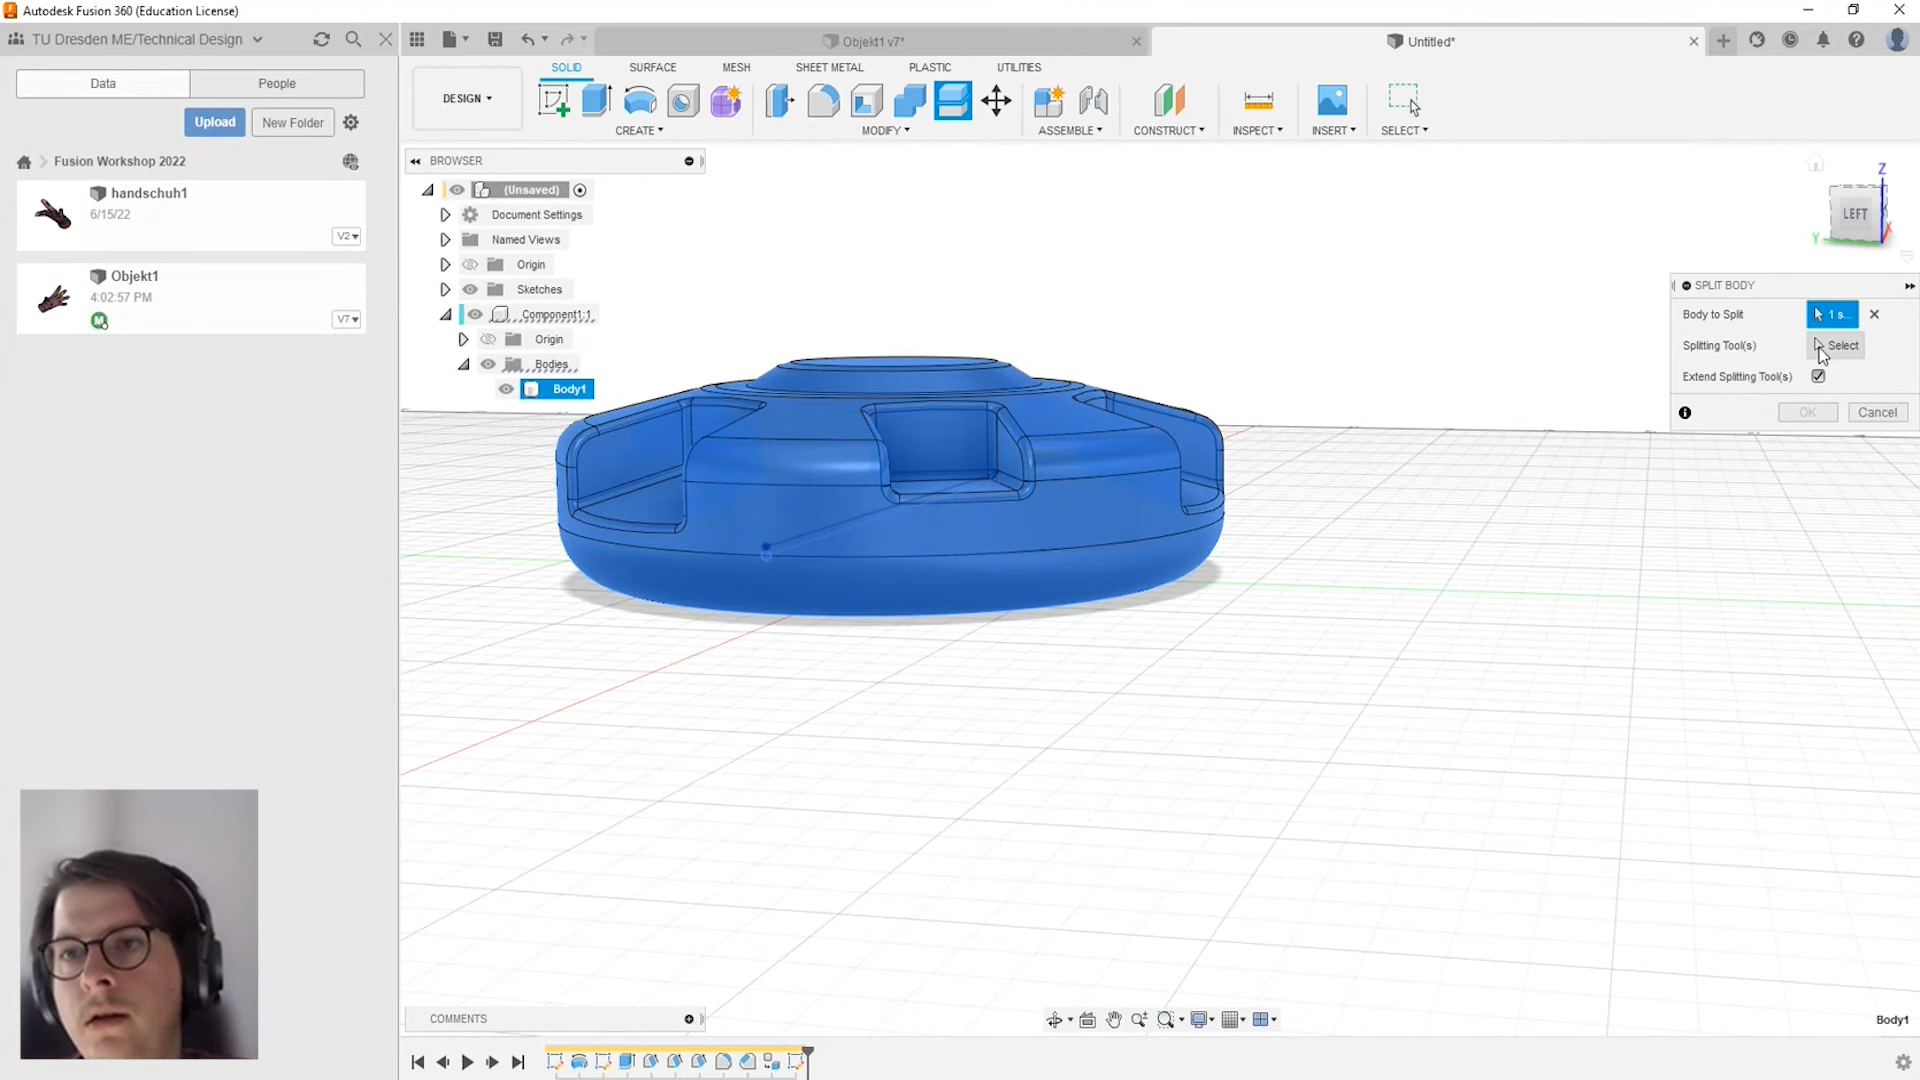 Autodesk Fusion 360 (Education License)
TU Dresden ME/Technical Design
Objekt1 v7*
Untitled*
Data
People
Upload
New Folder
Fusion Workshop 2022
handschuh1
6/15/22
V2
Objekt1
4:02:57 PM
M
V7
DESIGN
SOLID
SURFACE
MESH
SHEET METAL
PLASTIC
UTILITIES
CREATE
MODIFY
ASSEMBLE
CONSTRUCT
INSPECT
INSERT
SELECT
BROWSER
(Unsaved)
Document Settings
Named Views
Origin
Sketches
Component1:1
Origin
Bodies
Body1
Z
LEFT
Y
X
SPLIT BODY
Body to Split
1 s...
Splitting Tool(s)
Select
Extend Splitting Tool(s)
OK
Cancel
COMMENTS
Body1